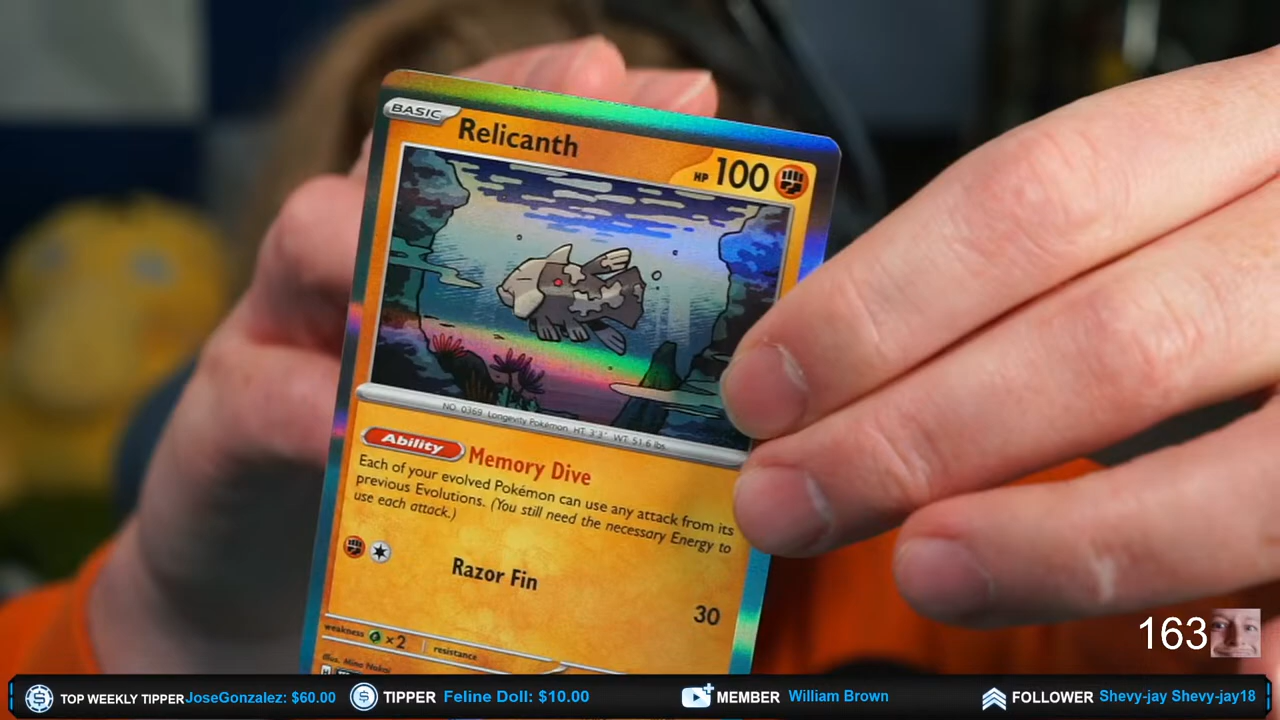 BASIC
Relicanth
HP 100
NO. 0369 Longevity Pokémon HT: 3'3" WT: 51.6 lbs
Ability Memory Dive
Each of your evolved Pokémon can use any attack from its
previous Evolutions. (You still need the necessary Energy to
use each attack.)
Razor Fin
30
weakness ×2 resistance
Illus.
163
TOP WEEKLY TIPPER JoseGonzalez: $60.00 TIPPER Feline Doll: $10.00 MEMBER William Brown FOLLOWER Shevy-jay Shevy-jay18